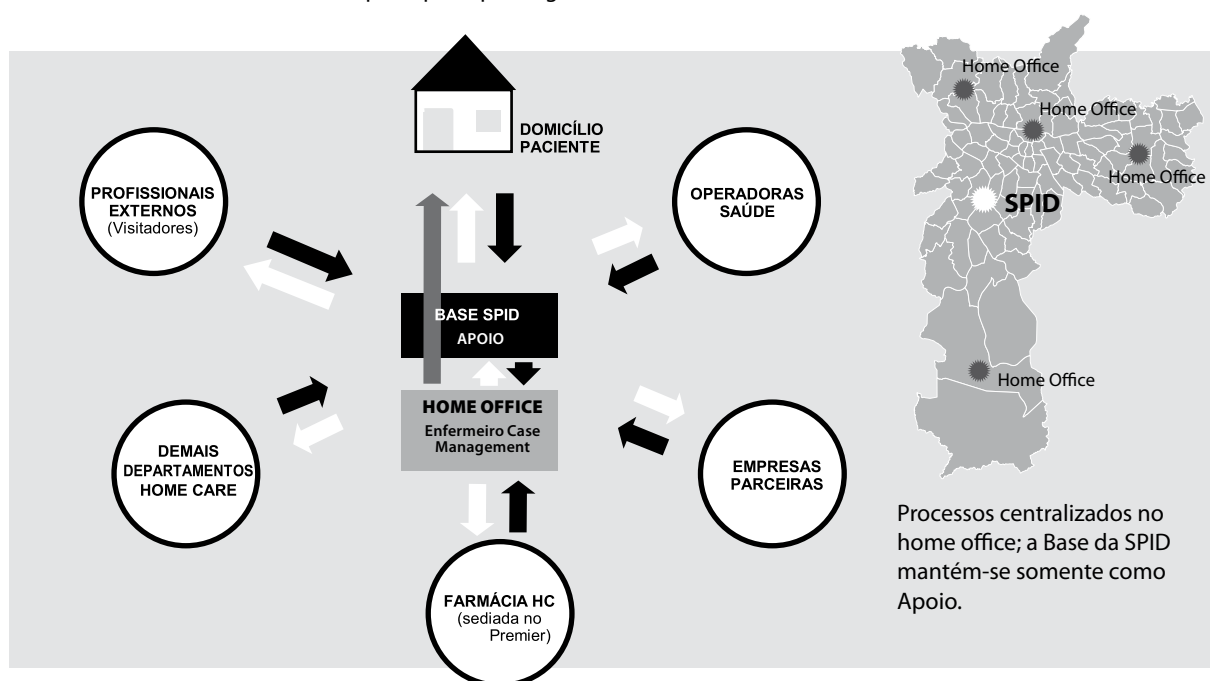 DOMICÍLIO
PACIENTE
PROFISSIONAIS
EXTERNOS
(Visitadores)
OPERADORAS
SAÚDE
BASE SPID
APOIO
HOME OFFICE
Enfermeiro Case
Management
DEMAIS
DEPARTAMENTOS
HOME CARE
EMPRESAS
PARCEIRAS
FARMÁCIA HC
(sediada no
Premier)
Home Office
Home Office
Home Office
SPID
Home Office
Processos centralizados no
home office; a Base da SPID
mantém-se somente como
Apoio.